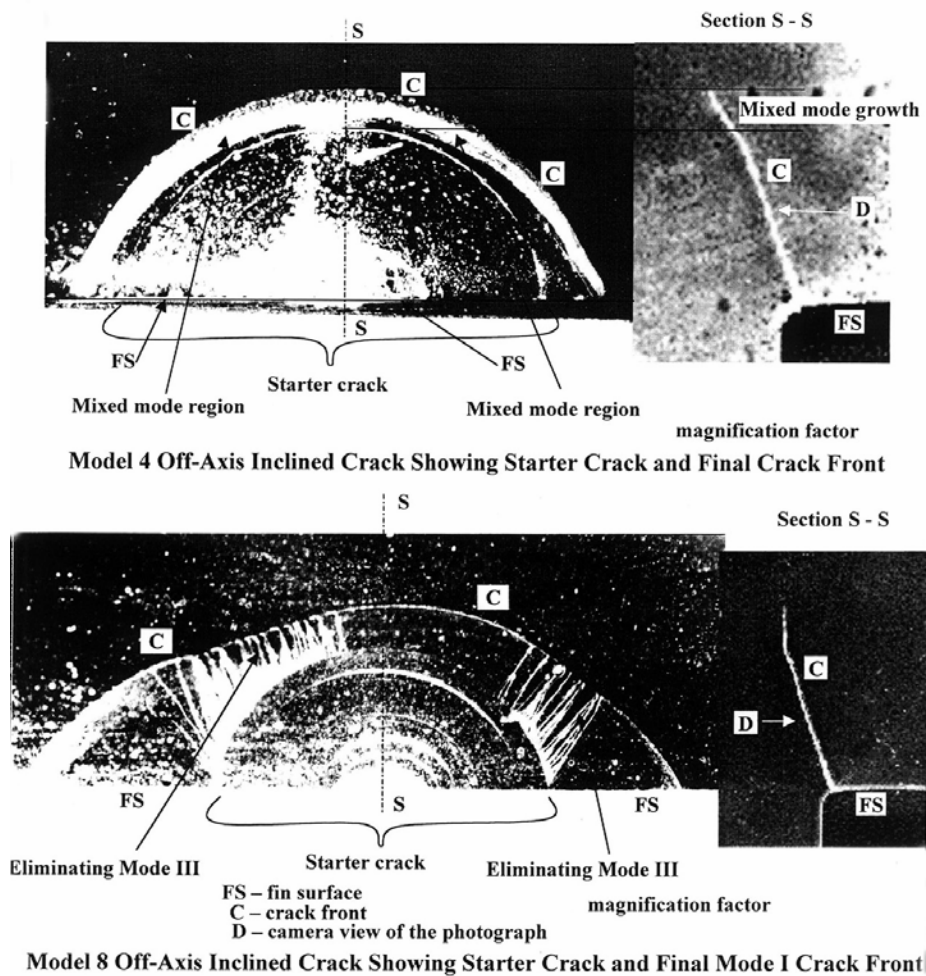 S
Section S - S
C
C
Mixed mode growth
C
C
D
S
FS
FS
FS
Starter crack
Mixed mode region
Mixed mode region
magnification factor
Model 4 Off-Axis Inclined Crack Showing Starter Crack and Final Crack Front
S
Section S - S
C
C
C
D
FS
S
FS
FS
Eliminating Mode III
Starter crack
Eliminating Mode III
FS – fin surface
magnification factor
C – crack front
D – camera view of the photograph
Model 8 Off-Axis Inclined Crack Showing Starter Crack and Final Mode I Crack Front